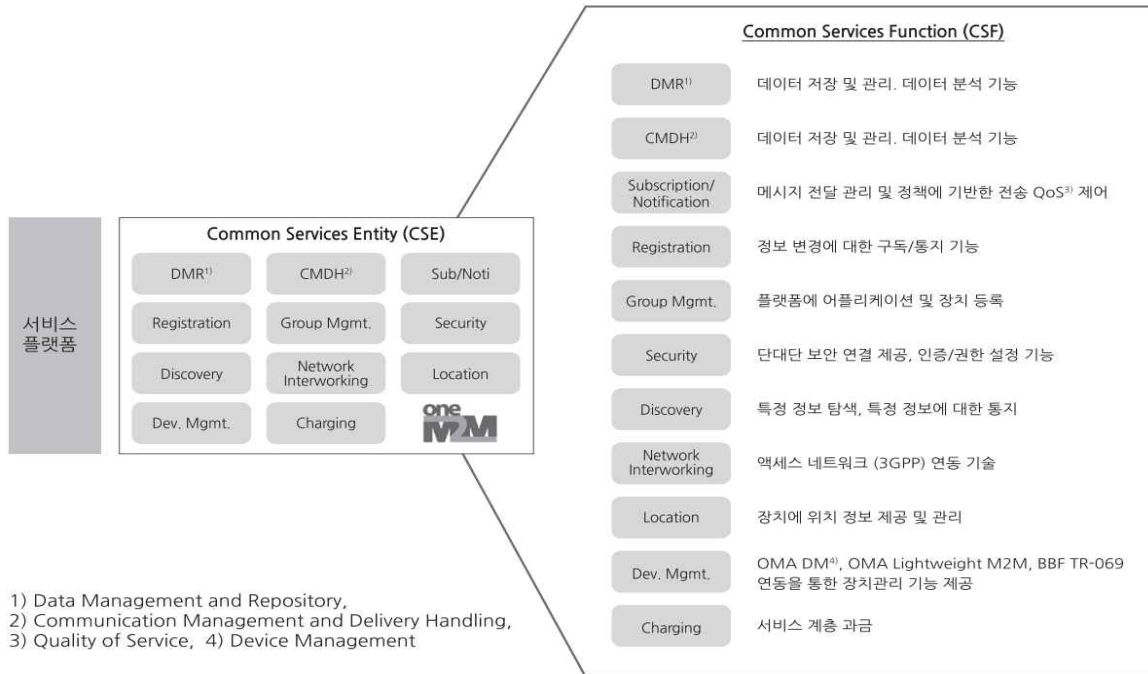 Common Services Function (CSF)
DMR¹⁾
데이터 저장 및 관리. 데이터 분석 기능
CMDH²⁾
데이터 저장 및 관리. 데이터 분석 기능
Subscription/
Notification
메시지 전달 관리 및 정책에 기반한 전송 QoS³⁾ 제어
Registration
정보 변경에 대한 구독/통지 기능
Group Mgmt.
플랫폼에 어플리케이션 및 장치 등록
Security
단대단 보안 연결 제공, 인증/권한 설정 기능
Discovery
특정 정보 탐색, 특정 정보에 대한 통지
Network
Interworking
액세스 네트워크 (3GPP) 연동 기술
Location
장치에 위치 정보 제공 및 관리
Dev. Mgmt.
OMA DM⁴⁾, OMA Lightweight M2M, BBF TR-069
연동을 통한 장치관리 기능 제공
Charging
서비스 계층 과금
서비스
플랫폼
Common Services Entity (CSE)
DMR¹⁾
CMDH²⁾
Sub/Noti
Registration
Group Mgmt.
Security
Discovery
Network
Interworking
Location
Dev. Mgmt.
Charging
one
M2M
1) Data Management and Repository,
2) Communication Management and Delivery Handling,
3) Quality of Service, 4) Device Management